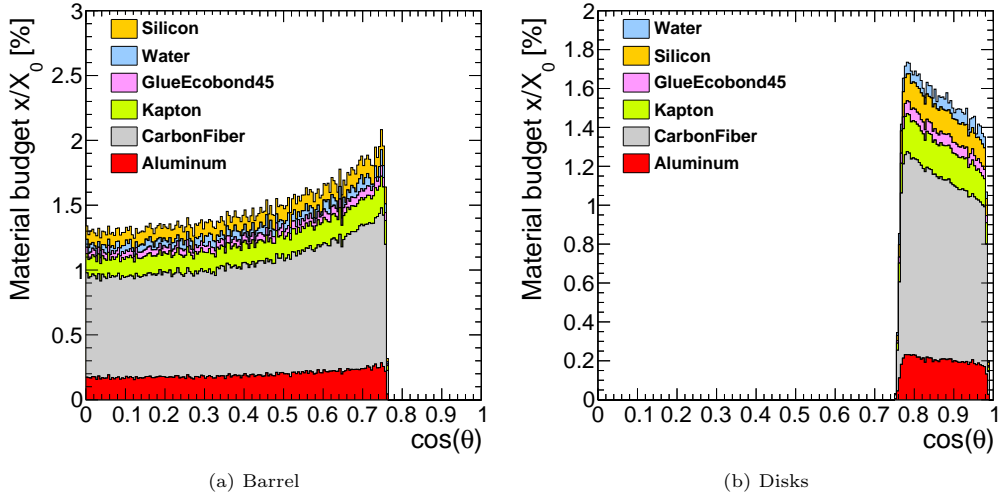 Material budget x/X₀ [%]
3
2.5
2
1.5
1
0.5
0
Silicon
Water
GlueEcobond45
Kapton
CarbonFiber
Aluminum
0 0.1 0.2 0.3 0.4 0.5 0.6 0.7 0.8 0.9 1
cos(θ)
(a) Barrel
Material budget x/X₀ [%]
2
1.8
1.6
1.4
1.2
1
0.8
0.6
0.4
0.2
0
Water
Silicon
GlueEcobond45
Kapton
CarbonFiber
Aluminum
0 0.1 0.2 0.3 0.4 0.5 0.6 0.7 0.8 0.9 1
cos(θ)
(b) Disks